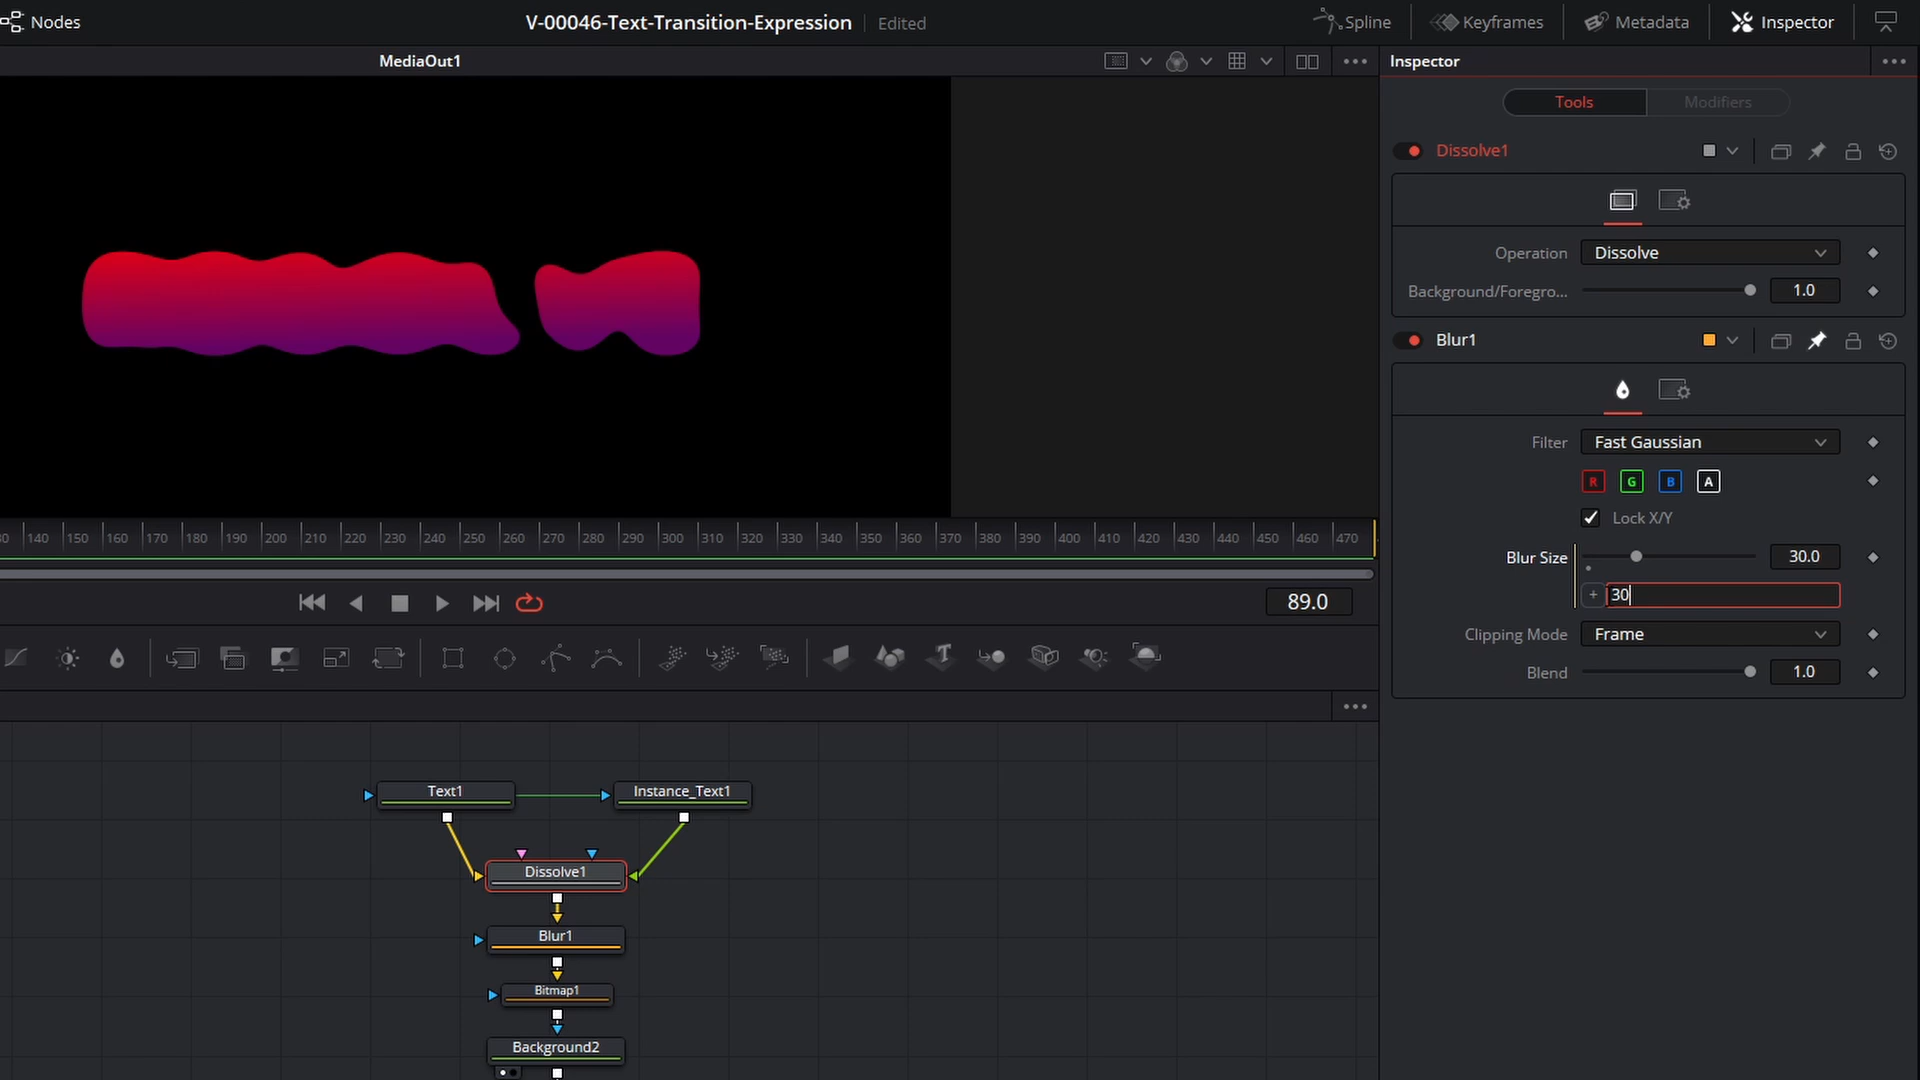 Nodes
V-00046-Text-Transition-Expression Edited
Spline Keyframes Metadata Inspector
MediaOut1
Inspector
Tools Modifiers
Dissolve1
Operation Dissolve
Background/Foregro... 1.0
Blur1
Filter Fast Gaussian
R G B A
Lock X/Y
Blur Size 30.0
+ 30
Clipping Mode Frame
Blend 1.0
140 150 160 170 180 190 200 210 220 230 240 250 260 270 280 290 300 310 320 330 340 350 360 370 380 390 400 410 420 430 440 450 460 470
89.0
Text1 Instance_Text1
Dissolve1
Blur1
Bitmap1
Background2